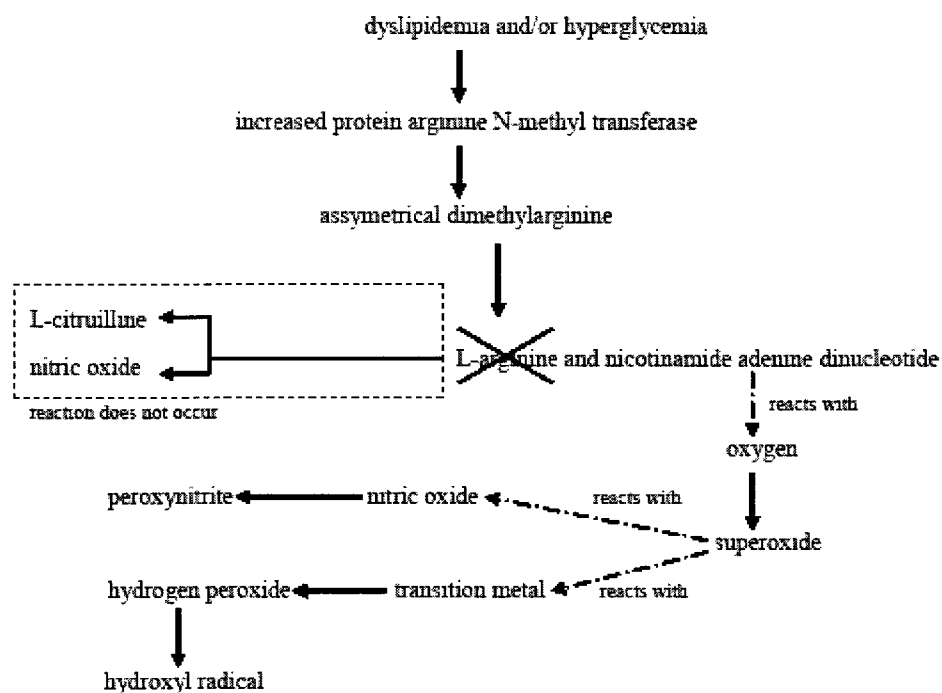 dyslipidemia and/or hyperglycemia
increased protein arginine N-methyl transferase
assymetrical dimethylarginine
L-citruilline
nitric oxide
reaction does not occur
L-arginine and nicotinamide adenine dinucleotide
reacts with
oxygen
peroxynitrite
nitric oxide
reacts with
superoxide
hydrogen peroxide
transition metal
reacts with
hydroxyl radical